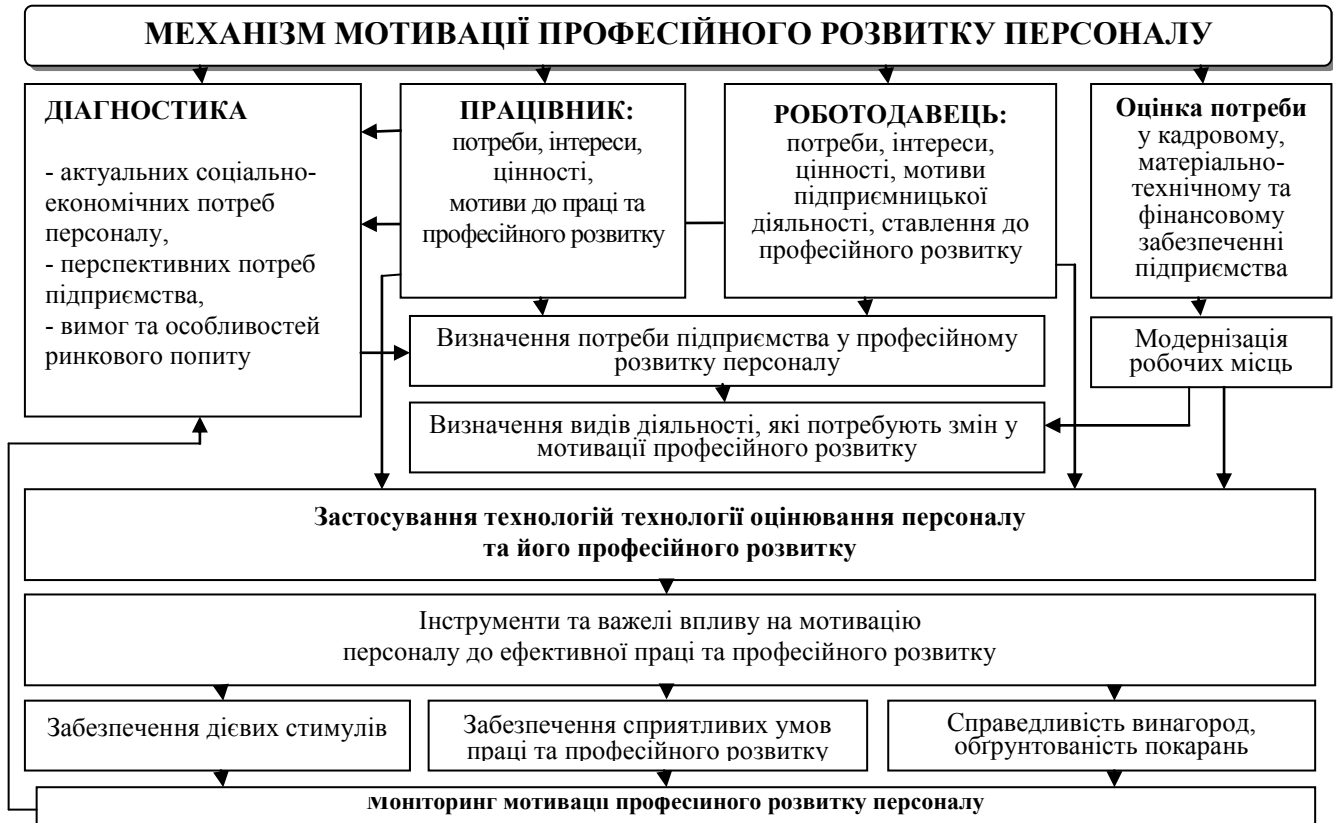 МЕХАНІЗМ МОТИВАЦІЇ ПРОФЕСІЙНОГО РОЗВИТКУ ПЕРСОНАЛУ
ДІАГНОСТИКА
- актуальних соціально-
економічних потреб
персоналу,
- перспективних потреб
підприємства,
- вимог та особливостей
ринкового попиту
ПРАЦІВНИК:
потреби, інтереси,
цінності,
мотиви до праці та
професійного розвитку
РОБОТОДАВЕЦЬ:
потреби, інтереси,
цінності, мотиви
підприємницької
діяльності, ставлення до
професійного розвитку
Оцінка потреби
у кадровому,
матеріально-
технічному та
фінансовому
забезпеченні
підприємства
Визначення потреби підприємства у професійному
розвитку персоналу
Модернізація
робочих місць
Визначення видів діяльності, які потребують змін у
мотивації професійного розвитку
Застосування технологій технології оцінювання персоналу
та його професійного розвитку
Інструменти та важелі впливу на мотивацію
персоналу до ефективної праці та професійного розвитку
Забезпечення дієвих стимулів
Забезпечення сприятливих умов
праці та професійного розвитку
Справедливість винагород,
обґрунтованість покарань
Моніторинг мотивації професійного розвитку персоналу